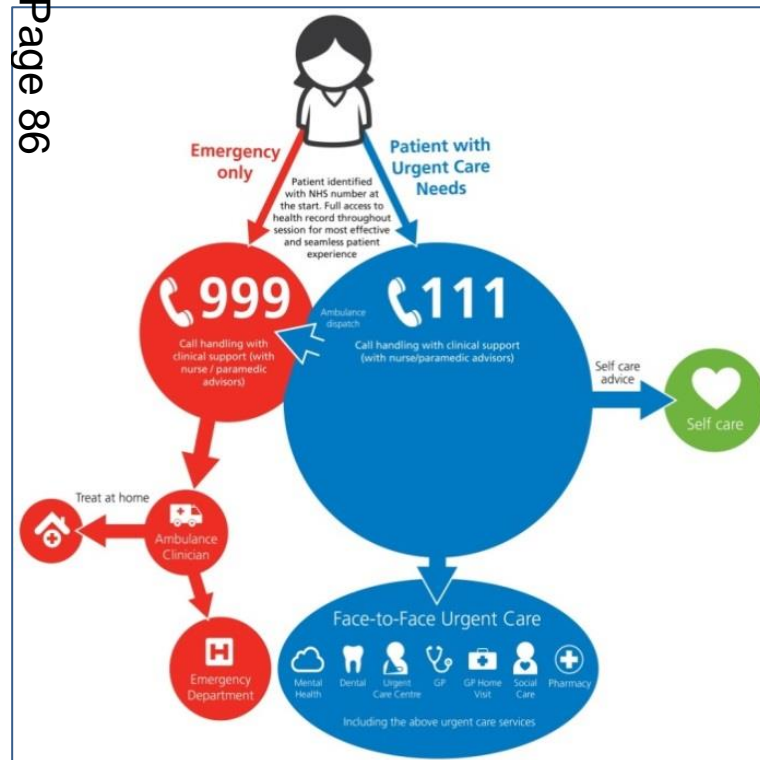 Page 86
Emergency
only
Patient with
Urgent Care
Needs
Patient identified
with NHS number at
the start. Full access to
health record throughout
session for most effective
and seamless patient
experience
999
Call handling with
clinical support (with
nurse / paramedic
advisors)
Ambulance
dispatch
111
Call handling with clinical support
(with nurse/paramedic advisors)
Self care
advice
Self care
Treat at home
Ambulance
Clinician
H
Emergency
Department
Face-to-Face Urgent Care
Mental
Health
Dental
Urgent
Care Centre
GP
GP Home
Visit
Social
Care
Pharmacy
Including the above urgent care services